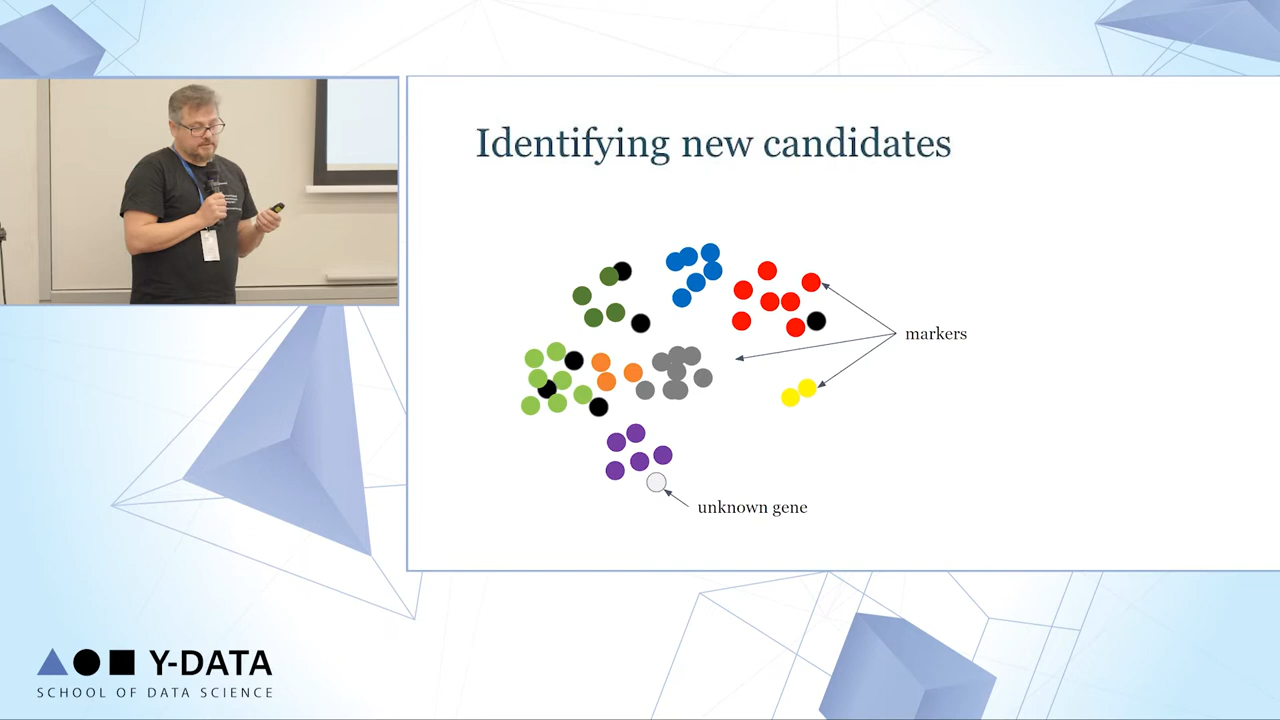 Identifying new candidates
markers
unknown gene
Y-DATA
SCHOOL OF DATA SCIENCE